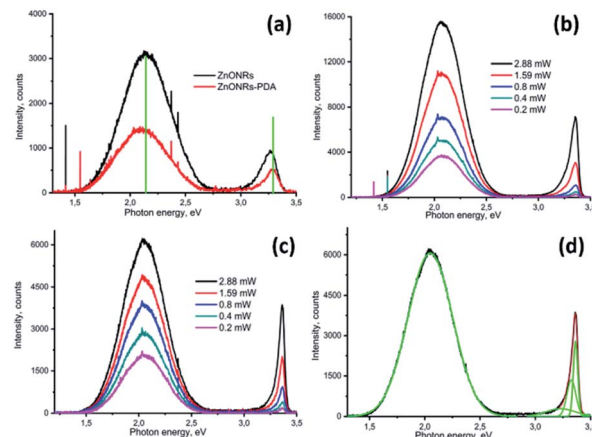 (a)
ZnONRs
ZnONRs-PDA
Intensity, counts
3000
2000
1000
0
1,5 2,0 2,5 3,0 3,5
Photon energy, eV
(b)
2.88 mW
1.59 mW
0.8 mW
0.4 mW
0.2 mW
Intensity, counts
16000
12000
8000
4000
0
1,5 2,0 2,5 3,0 3,5
Photon energy, eV
(c)
2.88 mW
1.59 mW
0.8 mW
0.4 mW
0.2 mW
Intensity, counts
6000
4500
3000
1500
0
1,5 2,0 2,5 3,0 3,5
Photon energy, eV
(d)
Intensity, counts
6000
4500
3000
1500
0
1,5 2,0 2,5 3,0 3,5
Photon energy, eV